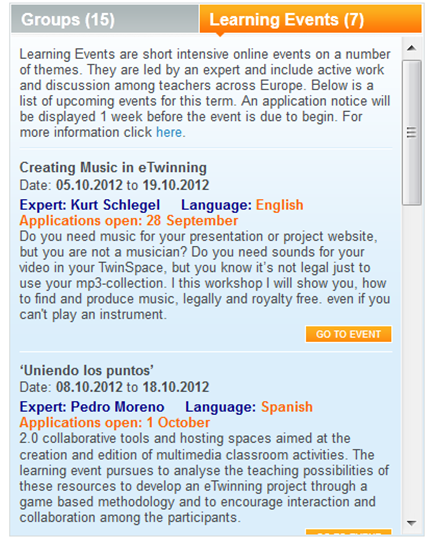 Groups (15) Learning Events (7)
Learning Events are short intensive online events on a number
of themes. They are led by an expert and include active work
and discussion among teachers across Europe. Below is a
list of upcoming events for this term. An application notice will
be displayed 1 week before the event is due to begin. For
more information click here.
Creating Music in eTwinning
Date: 05.10.2012 to 19.10.2012
Expert: Kurt Schlegel Language: English
Applications open: 28 September
Do you need music for your presentation or project website,
but you are not a musician? Do you need sounds for your
video in your TwinSpace, but you know it's not legal just to
use your mp3-collection. I this workshop I will show you, how
to find and produce music, legally and royalty free. even if you
can't play an instrument.
GO TO EVENT
‘Uniendo los puntos’
Date: 08.10.2012 to 18.10.2012
Expert: Pedro Moreno Language: Spanish
Applications open: 1 October
2.0 collaborative tools and hosting spaces aimed at the
creation and edition of multimedia classroom activities. The
learning event pursues to analyse the teaching possibilities of
these resources to develop an eTwinning project through a
game based methodology and to encourage interaction and
collaboration among the participants.
GO TO EVENT